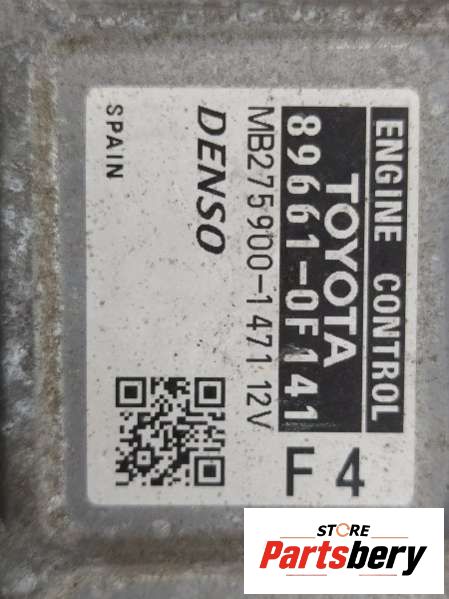 ENGINE CONTROL
TOYOTA
89661-0F141
F4
MB275900-1471 12V
DENSO
SPAIN
STORE
Partsbery